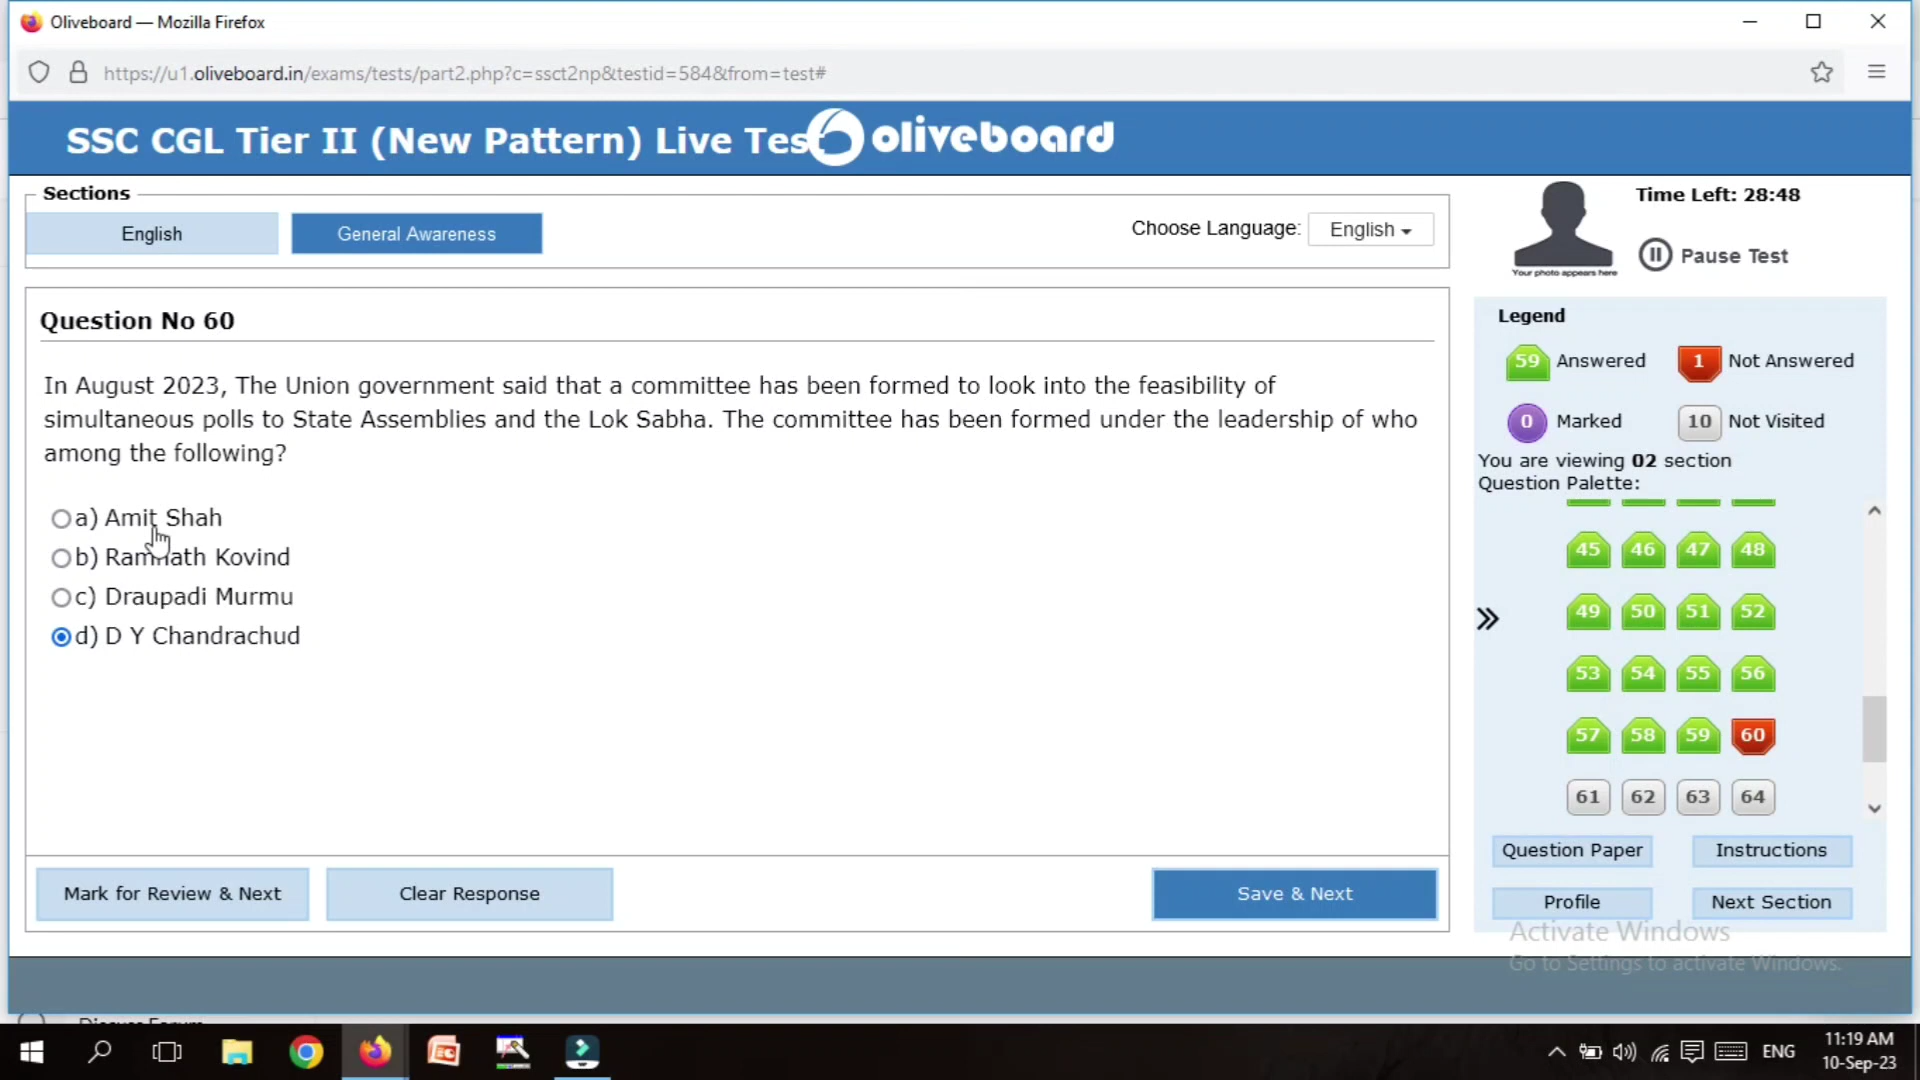 Oliveboard — Mozilla Firefox
https://u1.oliveboard.in/exams/tests/part2.php?c=ssct2np&testid=584&from=test#
SSC CGL Tier II (New Pattern) Live Tes
oliveboard
Sections
English
General Awareness
Choose Language:
English
Your photo appears here
Time Left: 28:48
Pause Test
Question No 60
In August 2023, The Union government said that a committee has been formed to look into the feasibility of
simultaneous polls to State Assemblies and the Lok Sabha. The committee has been formed under the leadership of who
among the following?
a) Amit Shah
b) Ramnath Kovind
c) Draupadi Murmu
d) D Y Chandrachud
Mark for Review & Next
Clear Response
Save & Next
Legend
59 Answered
1 Not Answered
0 Marked
10 Not Visited
You are viewing 02 section
Question Palette:
45 46 47 48
49 50 51 52
53 54 55 56
57 58 59 60
61 62 63 64
Question Paper
Instructions
Profile
Next Section
Activate Windows
Go to Settings to activate Windows.
ENG
11:19 AM
10-Sep-23